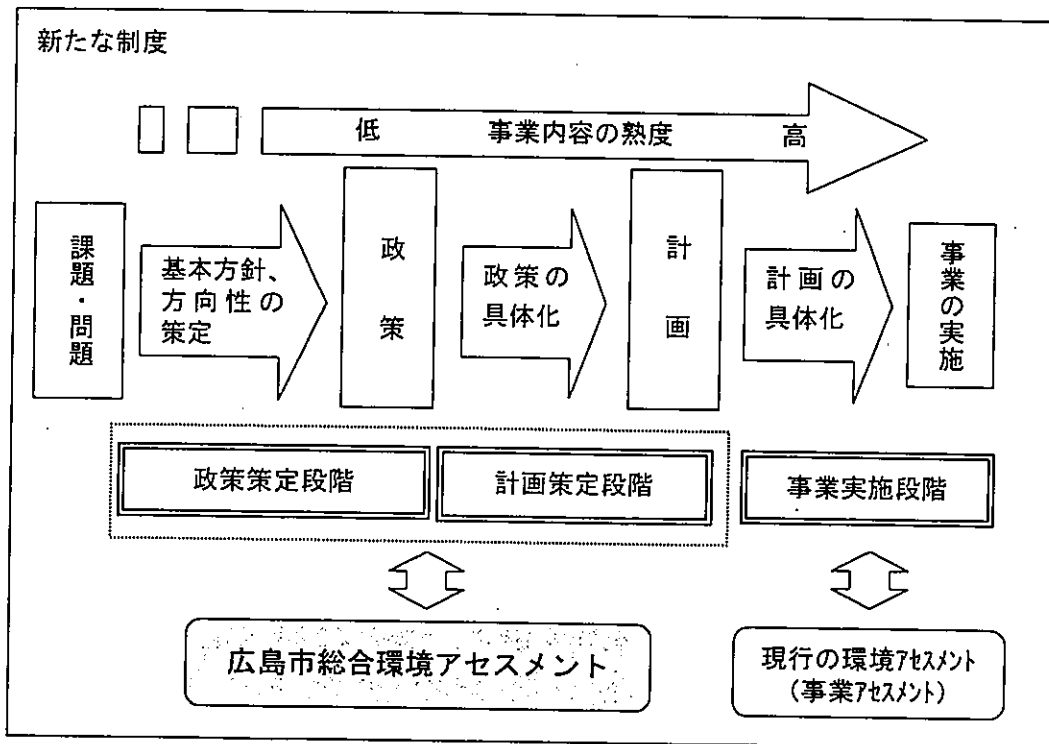 新たな制度
低 事業内容の熟度 高
課題・問題
基本方針、
方向性の
策定
政策
政策の
具体化
計画
計画の
具体化
事業の実施
政策策定段階
計画策定段階
事業実施段階
広島市総合環境アセスメント
現行の環境アセスメント
(事業アセスメント)